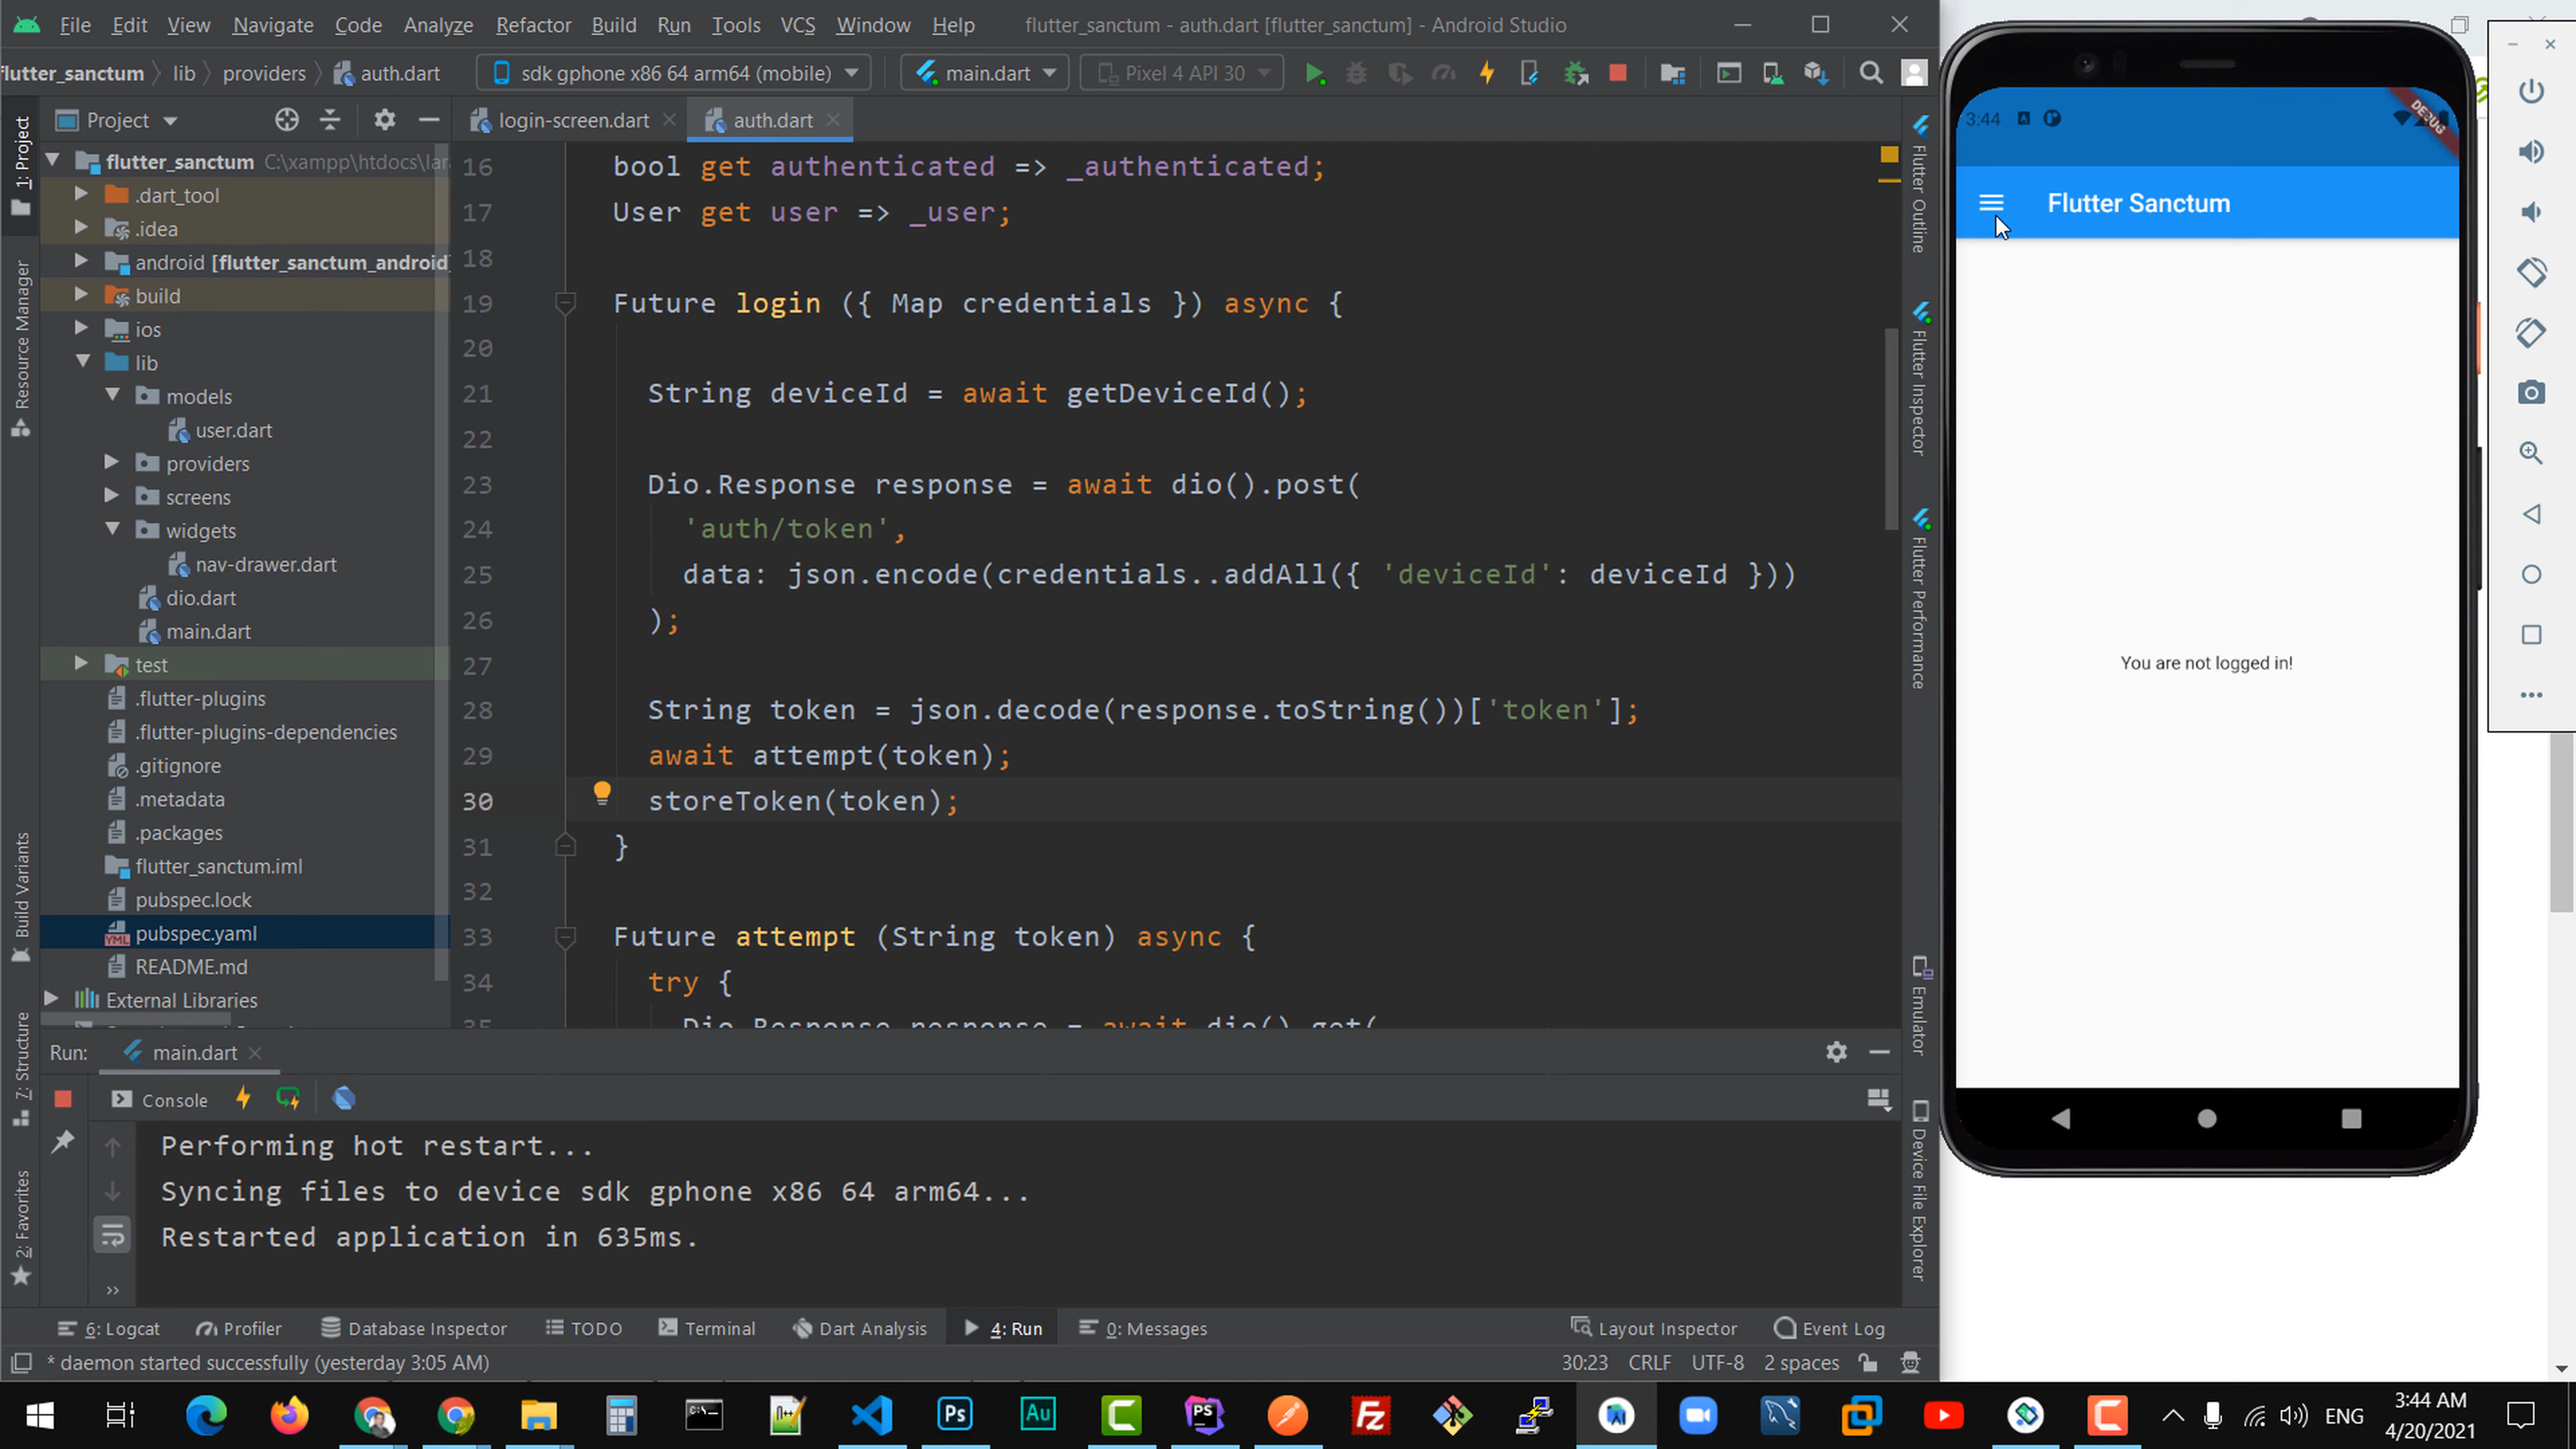 File Edit View Navigate Code Analyze Refactor Build Run Tools VCS Window Help flutter_sanctum - auth.dart [flutter_sanctum] - Android Studio
flutter_sanctum lib providers auth.dart sdk gphone x86 64 arm64 (mobile) main.dart Pixel 4 API 30
Project
login-screen.dart auth.dart
1: Project
Resource Manager
Build Variants
7: Structure
2: Favorites
flutter_sanctum C:\xampp\htdocs\lar
.dart_tool
.idea
android [flutter_sanctum_android]
build
ios
lib
models
user.dart
providers
screens
widgets
nav-drawer.dart
dio.dart
main.dart
test
.flutter-plugins
.flutter-plugins-dependencies
.gitignore
.metadata
.packages
flutter_sanctum.iml
pubspec.lock
pubspec.yaml
README.md
External Libraries
16 bool get authenticated => _authenticated;
17 User get user => _user;
18
19 Future login ({ Map credentials }) async {
20
21 String deviceId = await getDeviceId();
22
23 Dio.Response response = await dio().post(
24 'auth/token',
25 data: json.encode(credentials..addAll({ 'deviceId': deviceId }))
26 );
27
28 String token = json.decode(response.toString())['token'];
29 await attempt(token);
30 storeToken(token);
31 }
32
33 Future attempt (String token) async {
34 try {
35 Dio.Response response = await dio().get(
Flutter Outline
Flutter Inspector
Flutter Performance
Emulator
Device File Explorer
3:44
DEBUG
Flutter Sanctum
You are not logged in!
Run: main.dart
Console
Performing hot restart...
Syncing files to device sdk gphone x86 64 arm64...
Restarted application in 635ms.
6: Logcat Profiler Database Inspector TODO Terminal Dart Analysis 4: Run 0: Messages Layout Inspector Event Log
* daemon started successfully (yesterday 3:05 AM) 30:23 CRLF UTF-8 2 spaces
Ps Au PS Fz
ENG
3:44 AM
4/20/2021